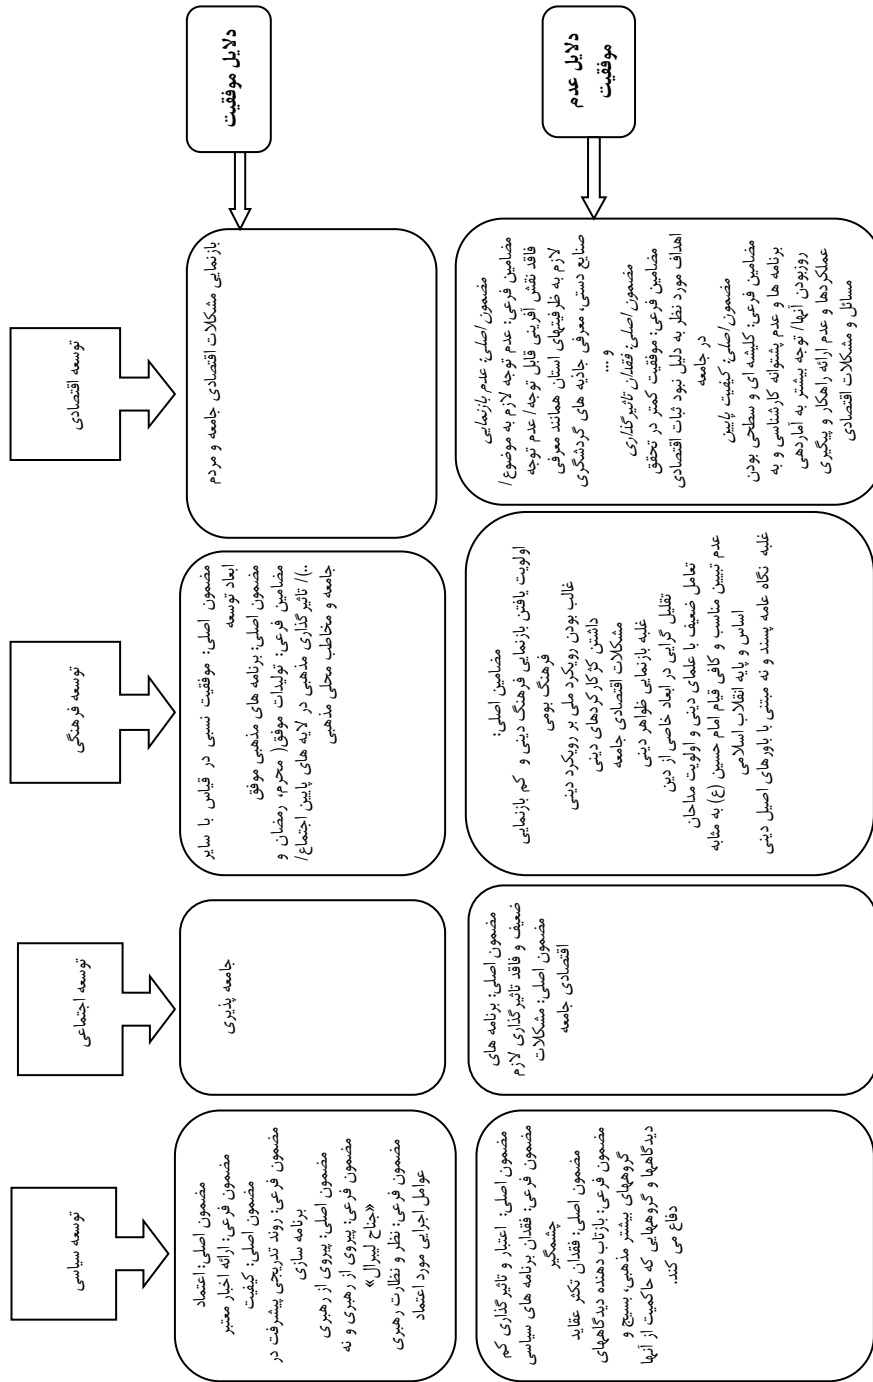 دلایل موفقیت
دلایل عدم
موفقیت
توسعه اقتصادی
بازنمایی مشکلات اقتصادی جامعه و مردم
مضمون اصلی: عدم بازنمایی
مضامین فرعی: عدم توجه لازم به موضوع/
فاقد نقش آفرینی قابل توجه/ عدم توجه
لازم به ظرفیتهای استان همانند معرفی
صنایع دستی، معرفی جاذبه های گردشگری
و ...
مضمون اصلی: فقدان تاثیرگذاری
مضامین فرعی: موفقیت کمتر در تحقق
اهداف مورد نظر به دلیل نبود ثبات اقتصادی
در جامعه
مضمون اصلی: کیفیت پایین
مضامین فرعی: کلیشه ای و سطحی بودن
برنامه ها و عدم پشتوانه کارشناسی و به
روزبودن آنها/ توجه بیشتر به آماردهی
عملکردها و عدم ارائه راهکار و پیگیری
مسائل و مشکلات اقتصادی
توسعه فرهنگی
مضمون اصلی: موفقیت نسبی در قیاس با سایر
ابعاد توسعه
مضمون اصلی: برنامه های مذهبی موفق
مضامین فرعی: تولیدات موفق( محرم، رمضان و
..)/ تاثیرگذاری مذهبی در لایه های پایین اجتماع/
جامعه و مخاطب محلی مذهبی
مضامین اصلی:
اولویت یافتن بازنمایی فرهنگ دینی و کم بازنمایی
فرهنگ بومی
غالب بودن رویکرد ملی بر رویکرد دینی
داشتن کژکارکردهای دینی
مشکلات اقتصادی جامعه
غلبه بازنمایی ظواهر دینی
تقلیل گرایی در ابعاد خاصی از دین
تعامل ضعیف با علمای دینی و اولویت مداحان
عدم تبیین مناسب و کافی قیام امام حسین (ع) به مثابه
اساس و پایه انقلاب اسلامی
غلبه نگاه عامه پسند و نه مبتنی با باورهای اصیل دینی
توسعه اجتماعی
جامعه پذیری
مضمون اصلی: برنامه های
ضعیف و فاقد تاثیرگذاری لازم
مضمون اصلی: مشکلات
اقتصادی جامعه
توسعه سیاسی
مضمون اصلی: اعتماد
مضمون فرعی: ارائه اخبار معتبر
مضمون اصلی: کیفیت
مضمون فرعی: روند تدریجی پیشرفت در
برنامه سازی
مضمون اصلی: پیروی از رهبری
مضمون فرعی: پیروی از رهبری و نه
«جناح لیبرال»
مضمون فرعی: نظر و نظارت رهبری
عوامل اجرایی مورد اعتماد
مضمون اصلی: اعتبار و تاثیرگذاری کم
مضمون فرعی: فقدان برنامه های سیاسی
چشمگیر
مضمون اصلی: فقدان تکثر عقاید
مضمون فرعی: بازتاب دهنده دیدگاههای
گروههای بیشتر مذهبی، بسیج و
دیدگاهها و گروههایی که حاکمیت از آنها
دفاع می کند.